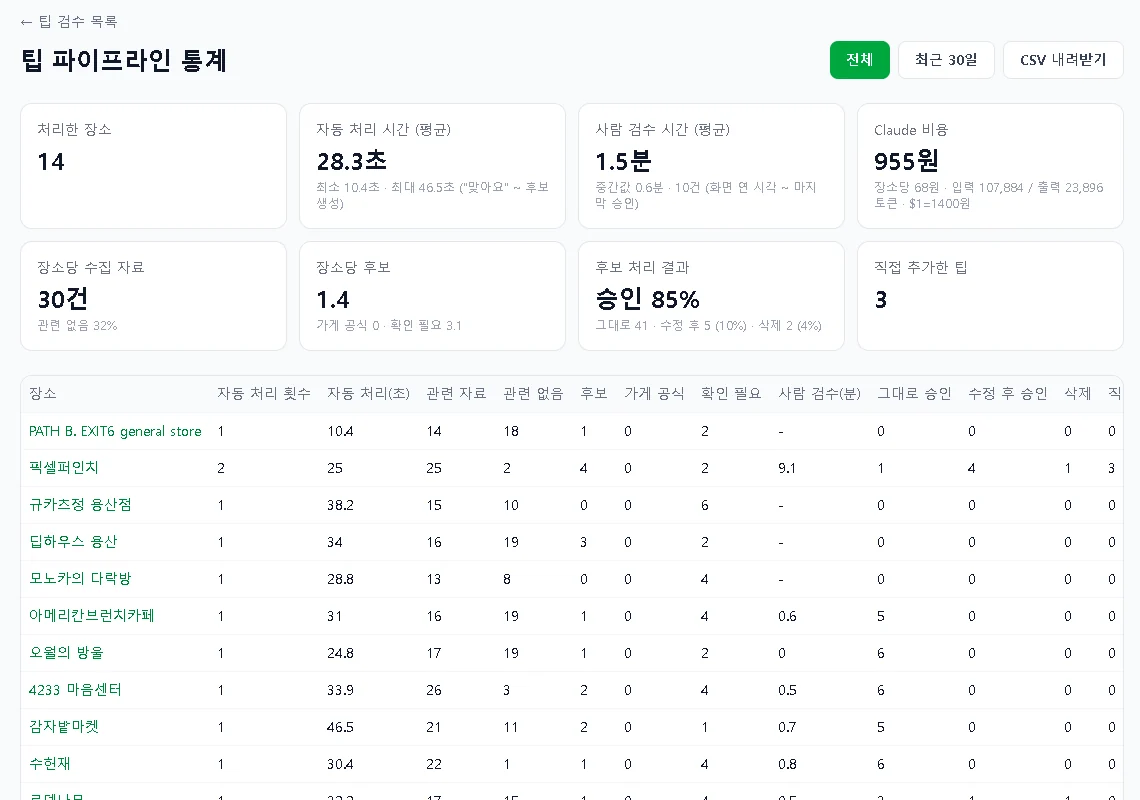 ← 팁 검수 목록
팁 파이프라인 통계
전체 최근 30일 CSV 내려받기
처리한 장소
14
자동 처리 시간 (평균)
28.3초
최소 10.4초 · 최대 46.5초 ("맞아요" ~ 후보
생성)
사람 검수 시간 (평균)
1.5분
중간값 0.6분 · 10건 (화면 연 시각 ~ 마지
막 승인)
Claude 비용
955원
장소당 68원 · 입력 107,884 / 출력 23,896
토큰 · $1=1400원
장소당 수집 자료
30건
관련 없음 32%
장소당 후보
1.4
가게 공식 0 · 확인 필요 3.1
후보 처리 결과
승인 85%
그대로 41 · 수정 후 5 (10%) · 삭제 2 (4%)
직접 추가한 팁
3
장소 자동 처리 횟수 자동 처리(초) 관련 자료 관련 없음 후보 가게 공식 확인 필요 사람 검수(분) 그대로 승인 수정 후 승인 삭제 직
PATH B. EXIT6 general store 1 10.4 14 18 1 0 2 - 0 0 0 0
픽셀퍼인치 2 25 25 2 4 0 2 9.1 1 4 1 3
규카츠정 용산점 1 38.2 15 10 0 0 6 - 0 0 0 0
딥하우스 용산 1 34 16 19 3 0 2 - 0 0 0 0
모노카의 다락방 1 28.8 13 8 0 0 4 - 0 0 0 0
아메리칸브런치카페 1 31 16 19 1 0 4 0.6 5 0 0 0
오월의 방울 1 24.8 17 19 1 0 2 0 6 0 0 0
4233 마음센터 1 33.9 26 3 2 0 4 0.5 6 0 0 0
감자밭마켓 1 46.5 21 11 2 0 1 0.7 5 0 0 0
수헌재 1 30.4 22 1 1 0 4 0.8 6 0 0 0